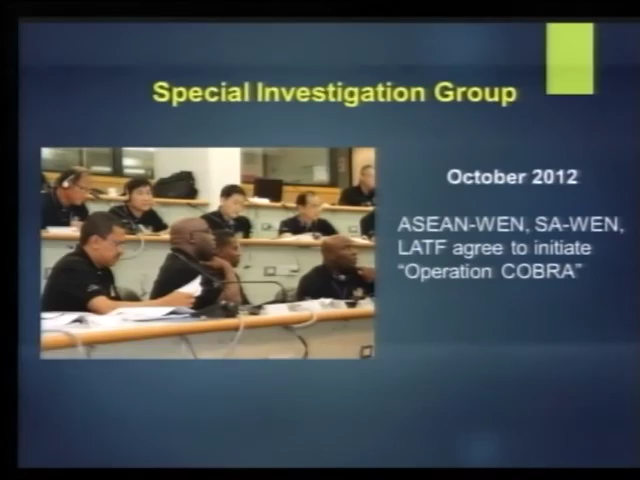 Special Investigation Group
October 2012
ASEAN-WEN, SA-WEN,
LATF agree to initiate
“Operation COBRA”